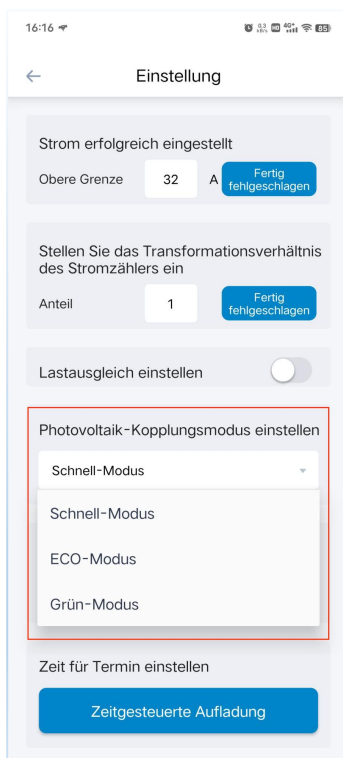 16:16
0.3 KB/s HD 4G 85
Einstellung
Strom erfolgreich eingestellt
Obere Grenze 32 A Fertig fehlgeschlagen
Stellen Sie das Transformationsverhältnis
des Stromzählers ein
Anteil 1 Fertig fehlgeschlagen
Lastausgleich einstellen
Photovoltaik-Kopplungsmodus einstellen
Schnell-Modus
Schnell-Modus
ECO-Modus
Grün-Modus
Zeit für Termin einstellen
Zeitgesteuerte Aufladung